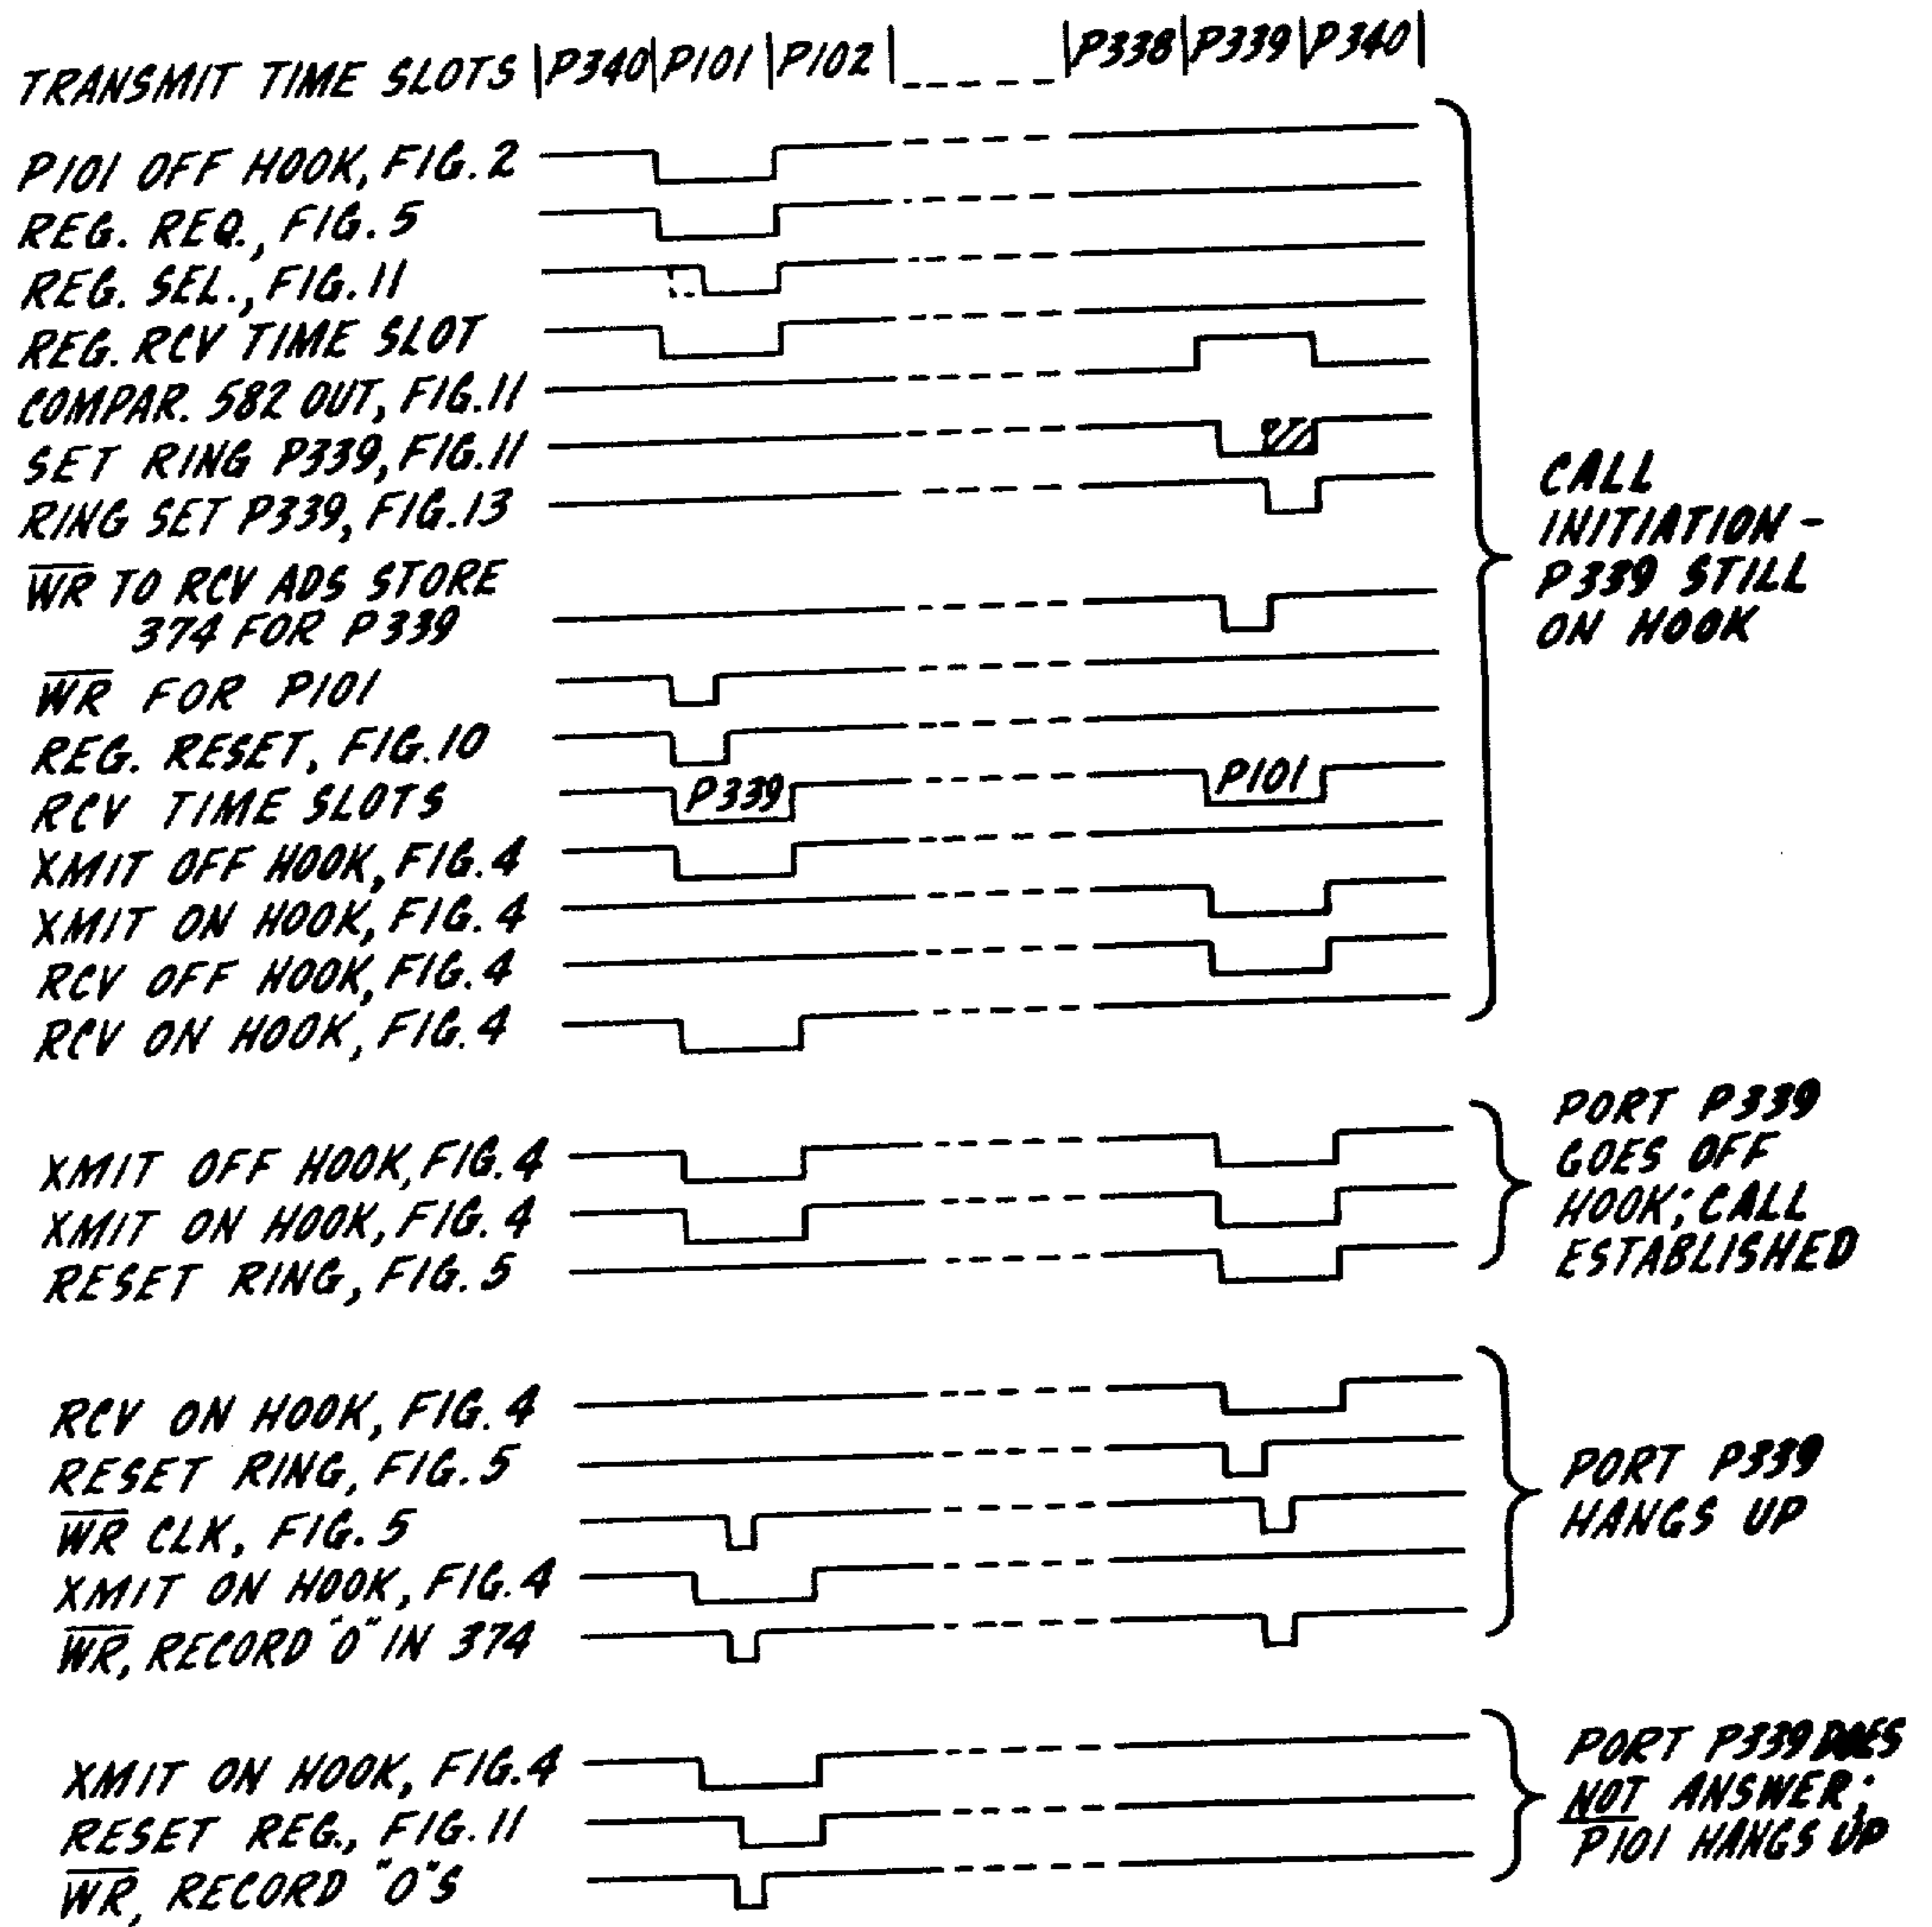 TRANSMIT TIME SLOTS |P340|P101|P102|------|P338|P339|P340|
P101 OFF HOOK, FIG. 2
REG. REQ., FIG. 5
REG. SEL., FIG. 11
REG. RCV TIME SLOT
COMPAR. 582 OUT, FIG. 11
SET RING P339, FIG. 11
RING SET P339, FIG. 13
W̅R̅ TO RCV ADS STORE
374 FOR P339
W̅R̅ FOR P101
REG. RESET, FIG. 10
RCV TIME SLOTS P339 P101
XMIT OFF HOOK, FIG. 4
XMIT ON HOOK, FIG. 4
RCV OFF HOOK, FIG. 4
RCV ON HOOK, FIG. 4
CALL
INITIATION-
P339 STILL
ON HOOK
XMIT OFF HOOK, FIG. 4
XMIT ON HOOK, FIG. 4
RESET RING, FIG. 5
PORT P339
GOES OFF
HOOK; CALL
ESTABLISHED
RCV ON HOOK, FIG. 4
RESET RING, FIG. 5
W̅R̅ CLK, FIG. 5
XMIT ON HOOK, FIG. 4
W̅R̅, RECORD "0" IN 374
PORT P339
HANGS UP
XMIT ON HOOK, FIG. 4
RESET REG., FIG. 11
W̅R̅, RECORD "0"S
PORT P339 DOES
NOT ANSWER;
P101 HANGS UP